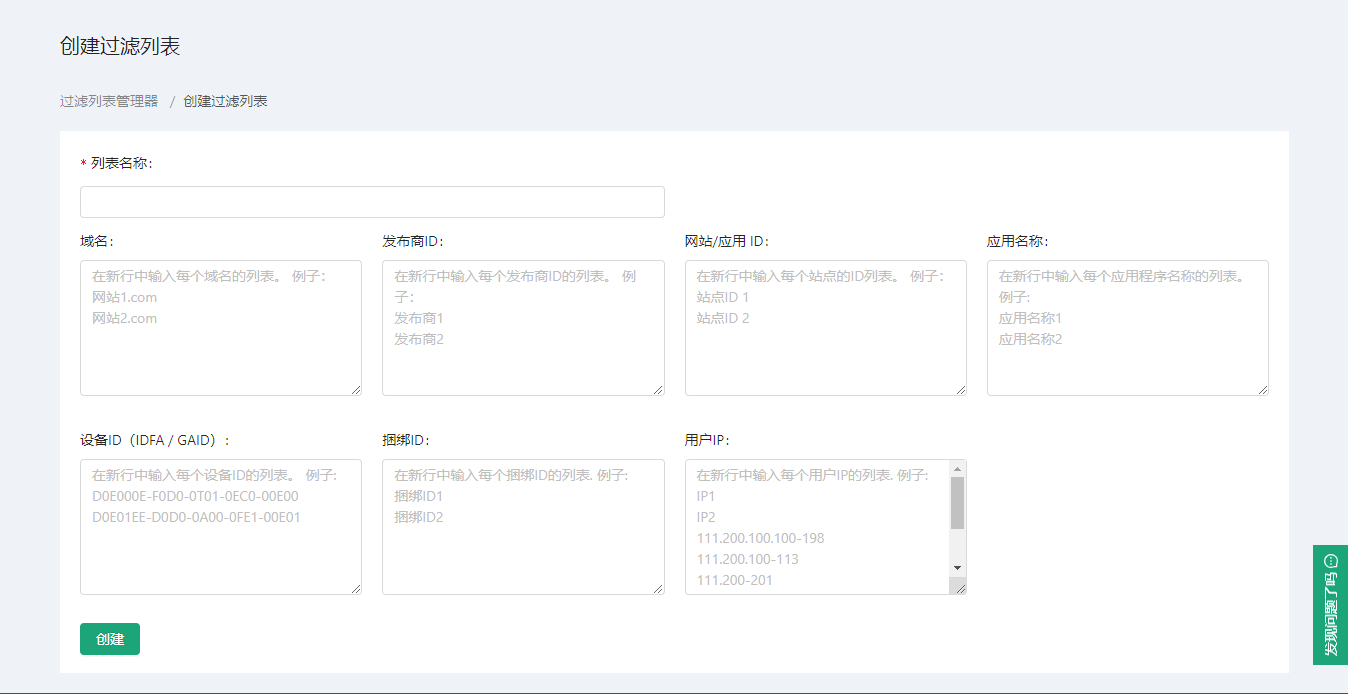 创建过滤列表
过滤列表管理器 / 创建过滤列表
* 列表名称:
域名:
在新行中输入每个域名的列表。 例子:
网站1.com
网站2.com
发布商ID:
在新行中输入每个发布商ID的列表。 例
子:
发布商1
发布商2
网站/应用 ID:
在新行中输入每个站点的ID列表。 例子:
站点ID 1
站点ID 2
应用名称:
在新行中输入每个应用程序名称的列表。
例子:
应用名称1
应用名称2
设备ID（IDFA / GAID）:
在新行中输入每个设备ID的列表。 例子:
D0E000E-F0D0-0T01-0EC0-00E00
D0E01EE-D0D0-0A00-0FE1-00E01
捆绑ID:
在新行中输入每个捆绑ID的列表. 例子:
捆绑ID1
捆绑ID2
用户IP:
在新行中输入每个用户IP的列表. 例子:
IP1
IP2
111.200.100.100-198
111.200.100-113
111.200-201
创建
发现问题了吗